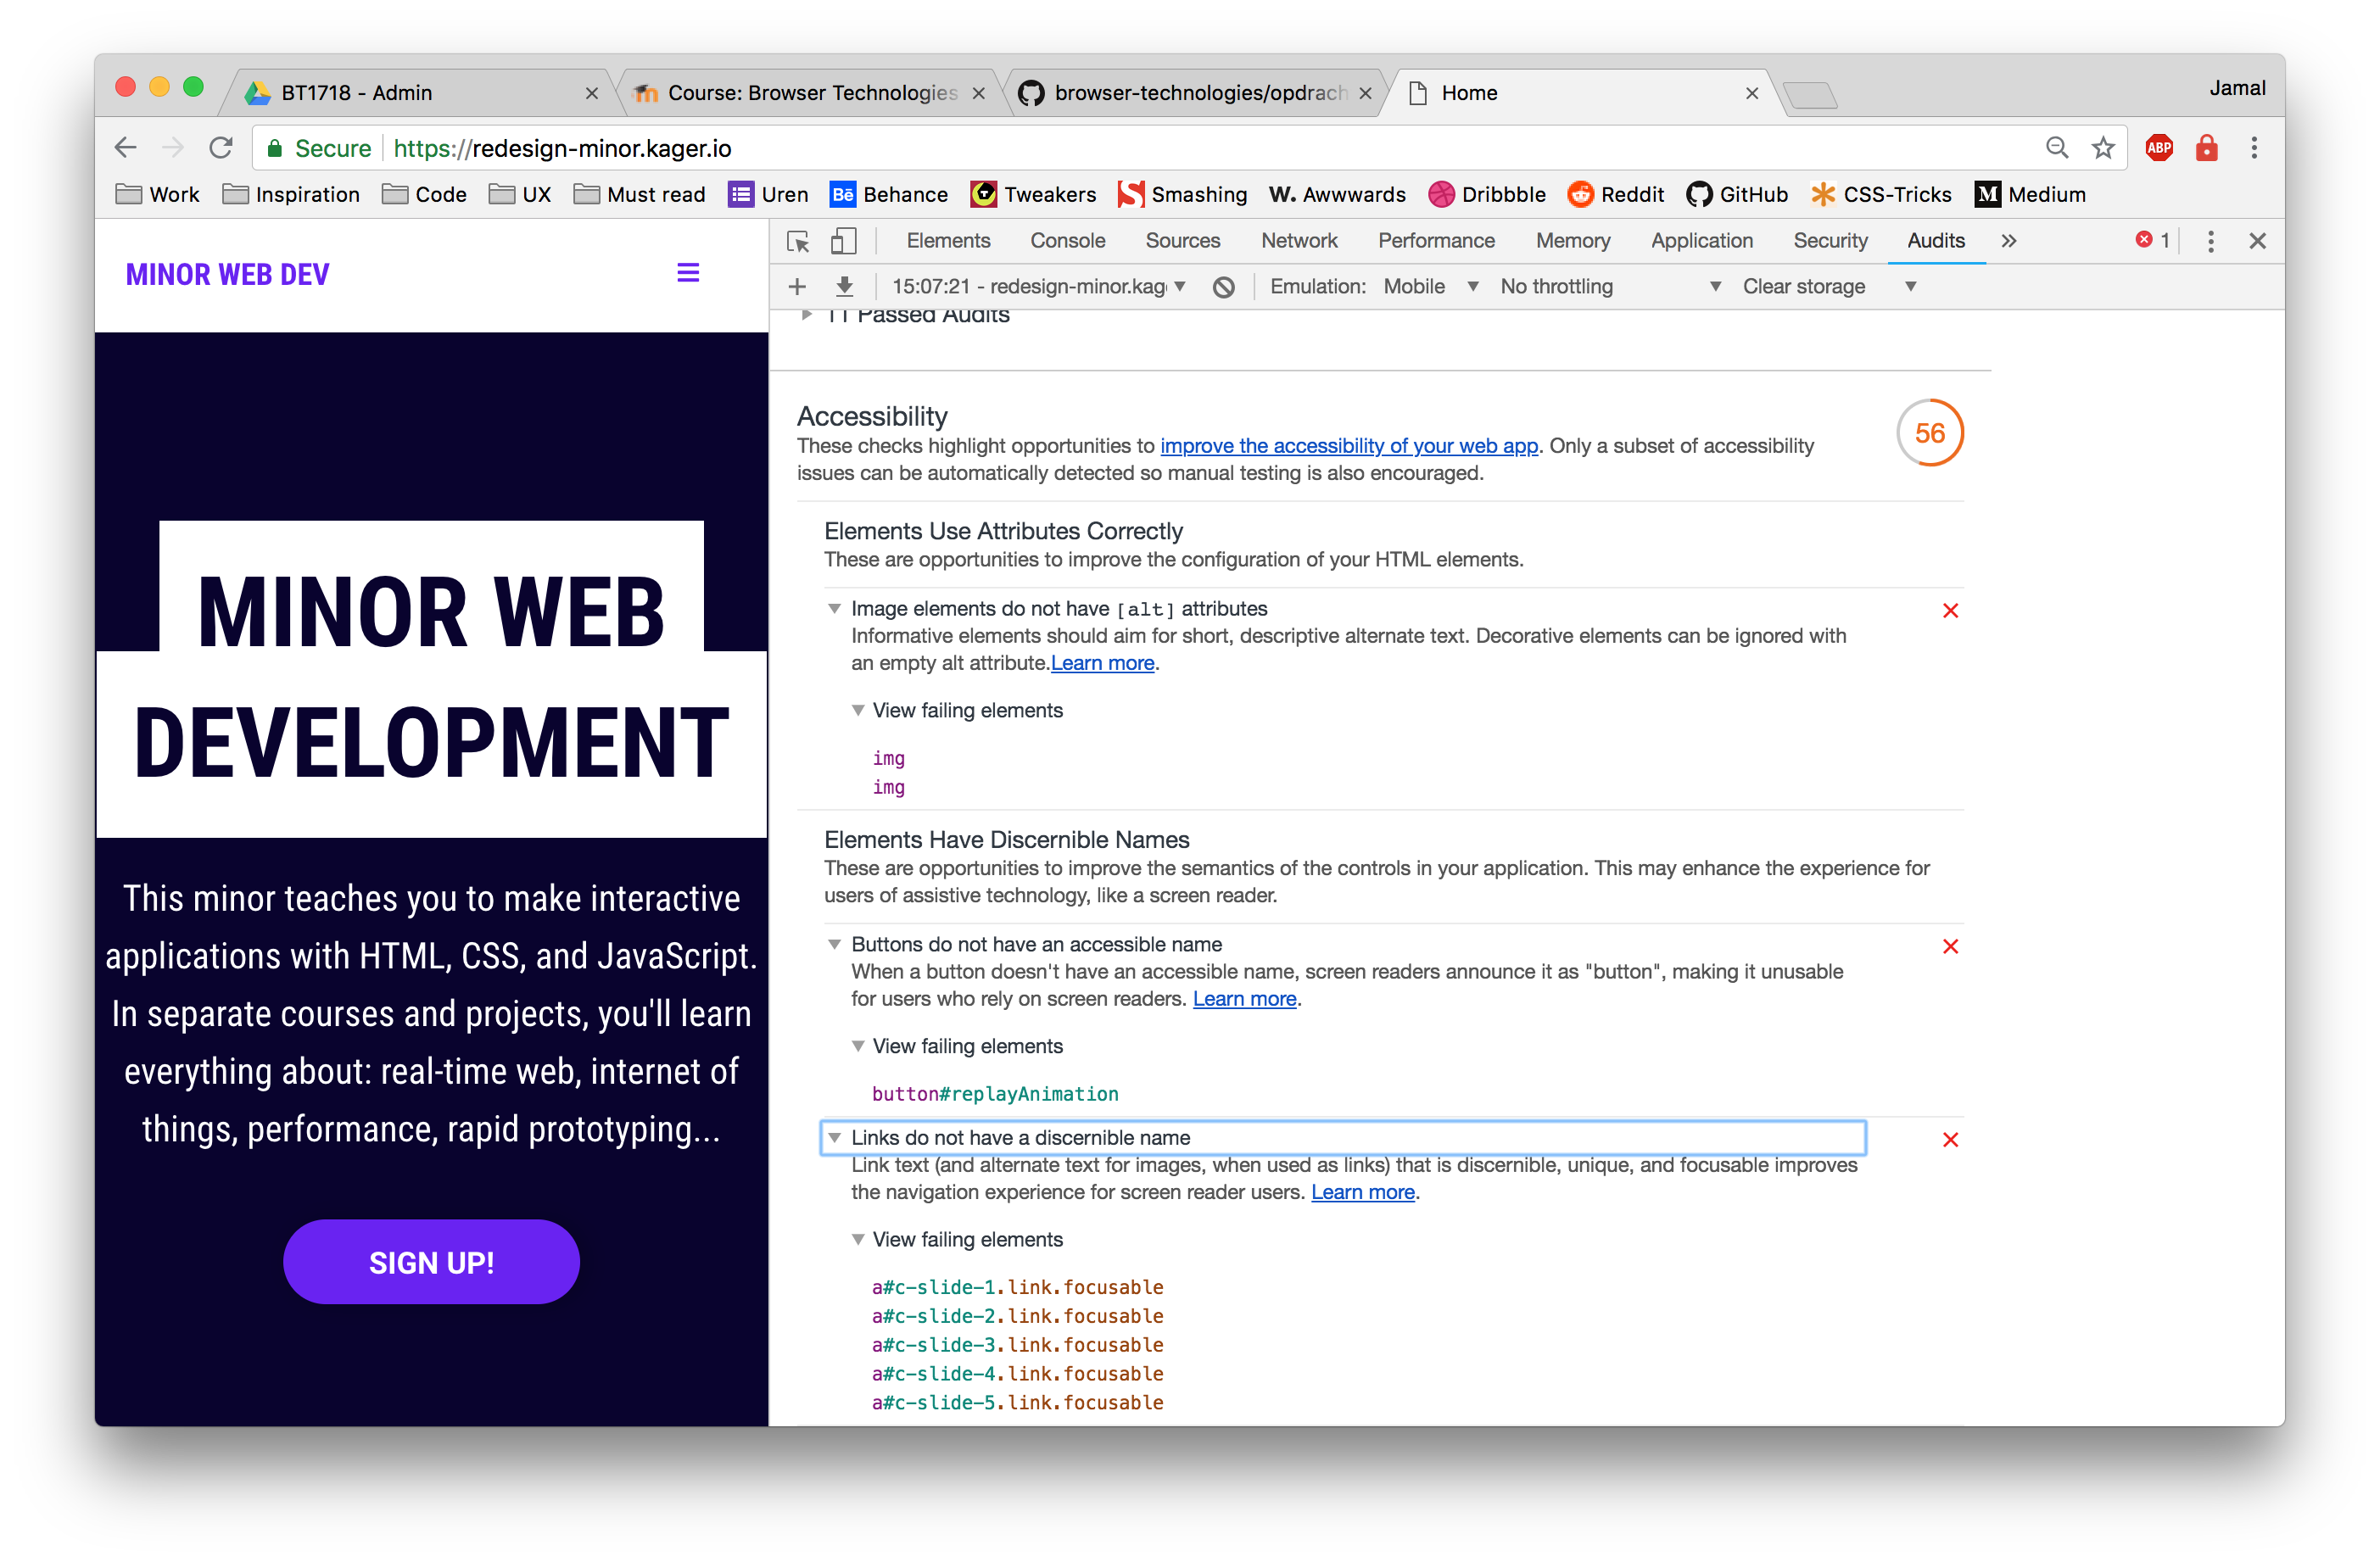 BT1718 - Admin
Course: Browser Technologies
browser-technologies/opdrach
Home
Jamal
Secure
https://redesign-minor.kager.io
ABP
Work
Inspiration
Code
UX
Must read
Uren
Bē Behance
Tweakers
Smashing
W. Awwwards
Dribbble
Reddit
GitHub
CSS-Tricks
M Medium
MINOR WEB DEV
MINOR WEB
DEVELOPMENT
This minor teaches you to make interactive
applications with HTML, CSS, and JavaScript.
In separate courses and projects, you'll learn
everything about: real-time web, internet of
things, performance, rapid prototyping...
SIGN UP!
Elements Console Sources Network Performance Memory Application Security Audits » 1
15:07:21 - redesign-minor.kag Emulation: Mobile No throttling Clear storage
11 Passed Audits
Accessibility
56
These checks highlight opportunities to improve the accessibility of your web app. Only a subset of accessibility
issues can be automatically detected so manual testing is also encouraged.
Elements Use Attributes Correctly
These are opportunities to improve the configuration of your HTML elements.
Image elements do not have [alt] attributes
Informative elements should aim for short, descriptive alternate text. Decorative elements can be ignored with
an empty alt attribute.Learn more.
View failing elements
img
img
Elements Have Discernible Names
These are opportunities to improve the semantics of the controls in your application. This may enhance the experience for
users of assistive technology, like a screen reader.
Buttons do not have an accessible name
When a button doesn't have an accessible name, screen readers announce it as "button", making it unusable
for users who rely on screen readers. Learn more.
View failing elements
button#replayAnimation
Links do not have a discernible name
Link text (and alternate text for images, when used as links) that is discernible, unique, and focusable improves
the navigation experience for screen reader users. Learn more.
View failing elements
a#c-slide-1.link.focusable
a#c-slide-2.link.focusable
a#c-slide-3.link.focusable
a#c-slide-4.link.focusable
a#c-slide-5.link.focusable